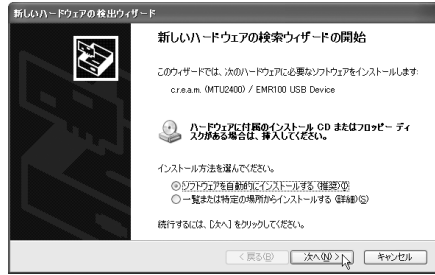 新しいハードウェアの検出ウィザード
新しいハードウェアの検索ウィザードの開始
このウィザードでは、次のハードウェアに必要なソフトウェアをインストールします:
c.r.e.a.m. (MTU2400) / EMR100 USB Device
ハードウェアに付属のインストール CD またはフロッピー ディ
スクがある場合は、挿入してください。
インストール方法を選んでください。
ソフトウェアを自動的にインストールする (推奨)(I)
一覧または特定の場所からインストールする (詳細)(S)
続行するには、[次へ] をクリックしてください。
< 戻る(B) 次へ(N) > キャンセル